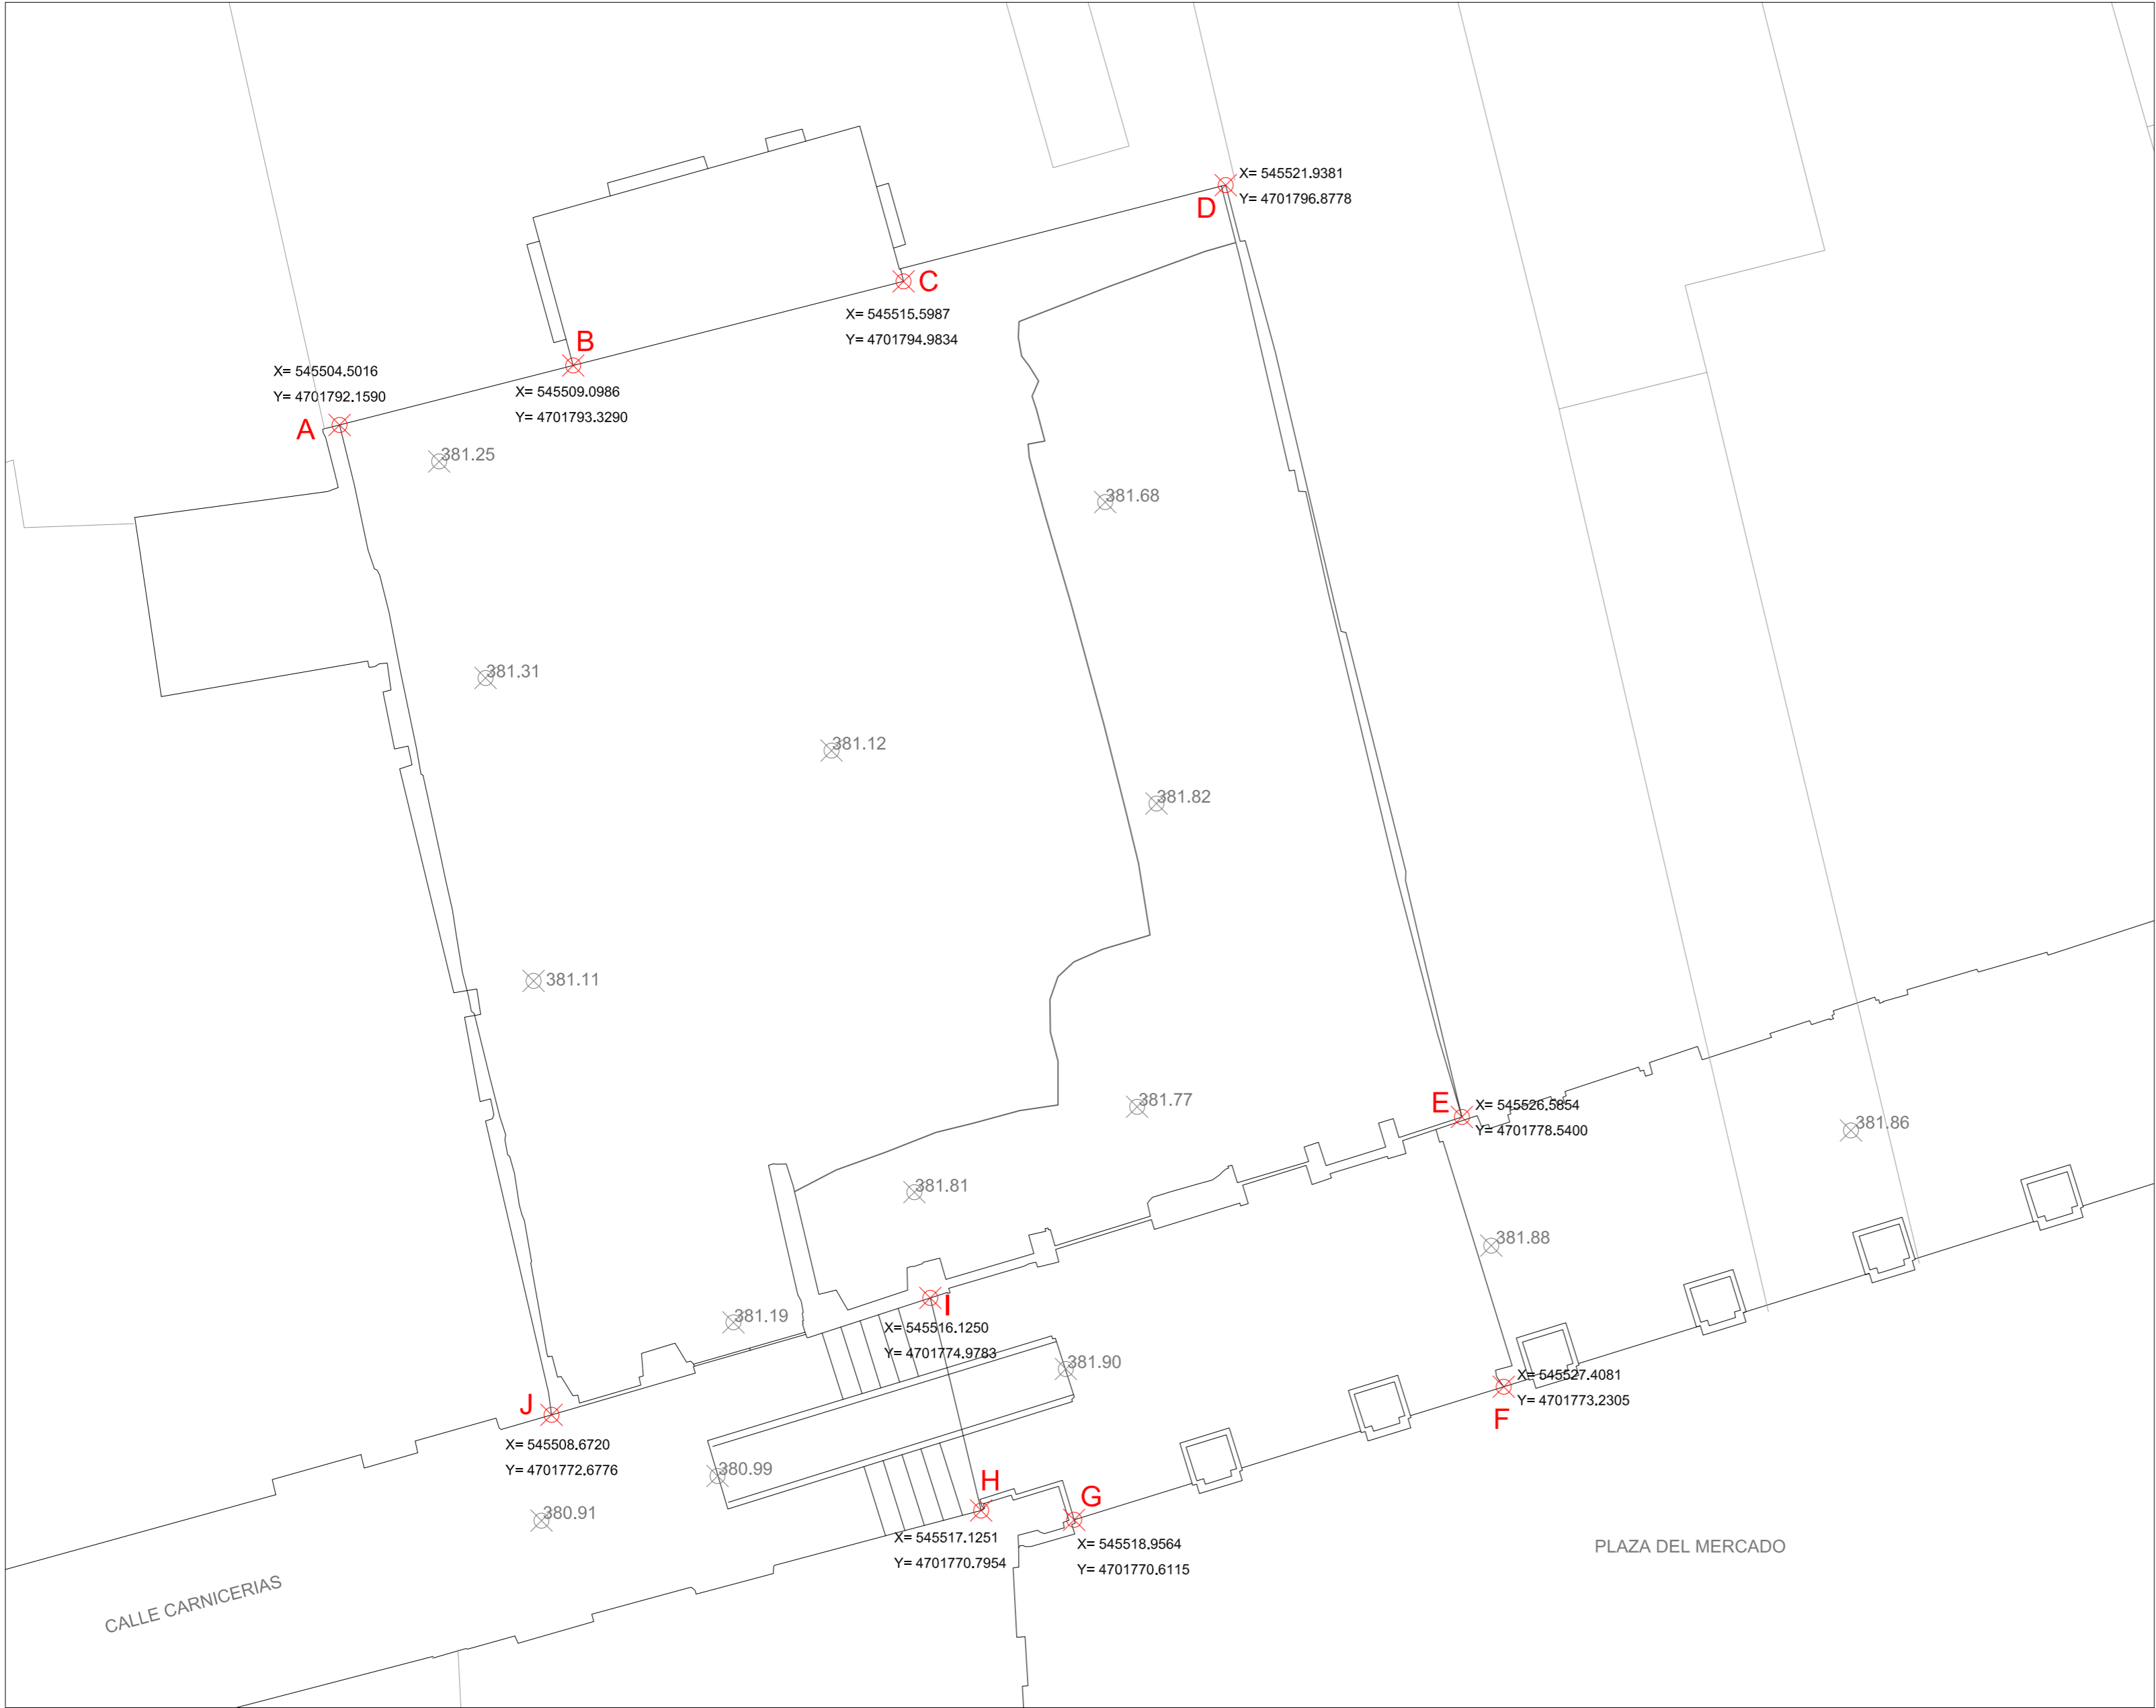 X= 545521.9381
Y= 4701796.8778
D
C
X= 545515.5987
Y= 4701794.9834
B
X= 545504.5016
Y= 4701792.1590
X= 545509.0986
Y= 4701793.3290
A
381.25
381.68
381.31
381.12
381.82
381.11
381.77
E
X= 545526.5854
Y= 4701778.5400
381.86
381.81
381.88
I
381.19
X= 545516.1250
Y= 4701774.9783
381.90
X= 545527.4081
Y= 4701773.2305
F
J
X= 545508.6720
Y= 4701772.6776
380.99
H
G
380.91
X= 545517.1251
Y= 4701770.7954
X= 545518.9564
Y= 4701770.6115
PLAZA DEL MERCADO
CALLE CARNICERIAS